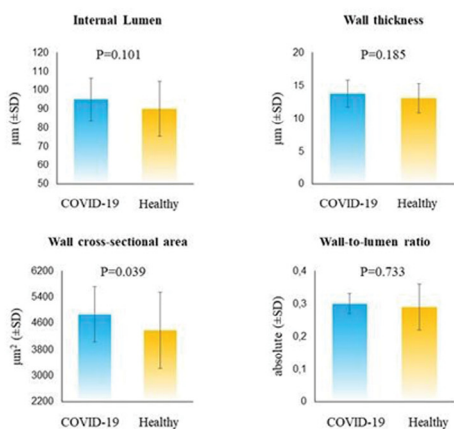 Internal Lumen
P=0.101
µm (±SD)
120
110
100
90
80
70
60
50
COVID-19 Healthy
Wall thickness
P=0.185
µm (±SD)
20
15
10
5
0
COVID-19 Healthy
Wall cross-sectional area
P=0.039
µm² (±SD)
6200
5400
4600
3800
3000
2200
COVID-19 Healthy
Wall-to-lumen ratio
P=0.733
absolute (±SD)
0,4
0,3
0,2
0,1
0,0
COVID-19 Healthy